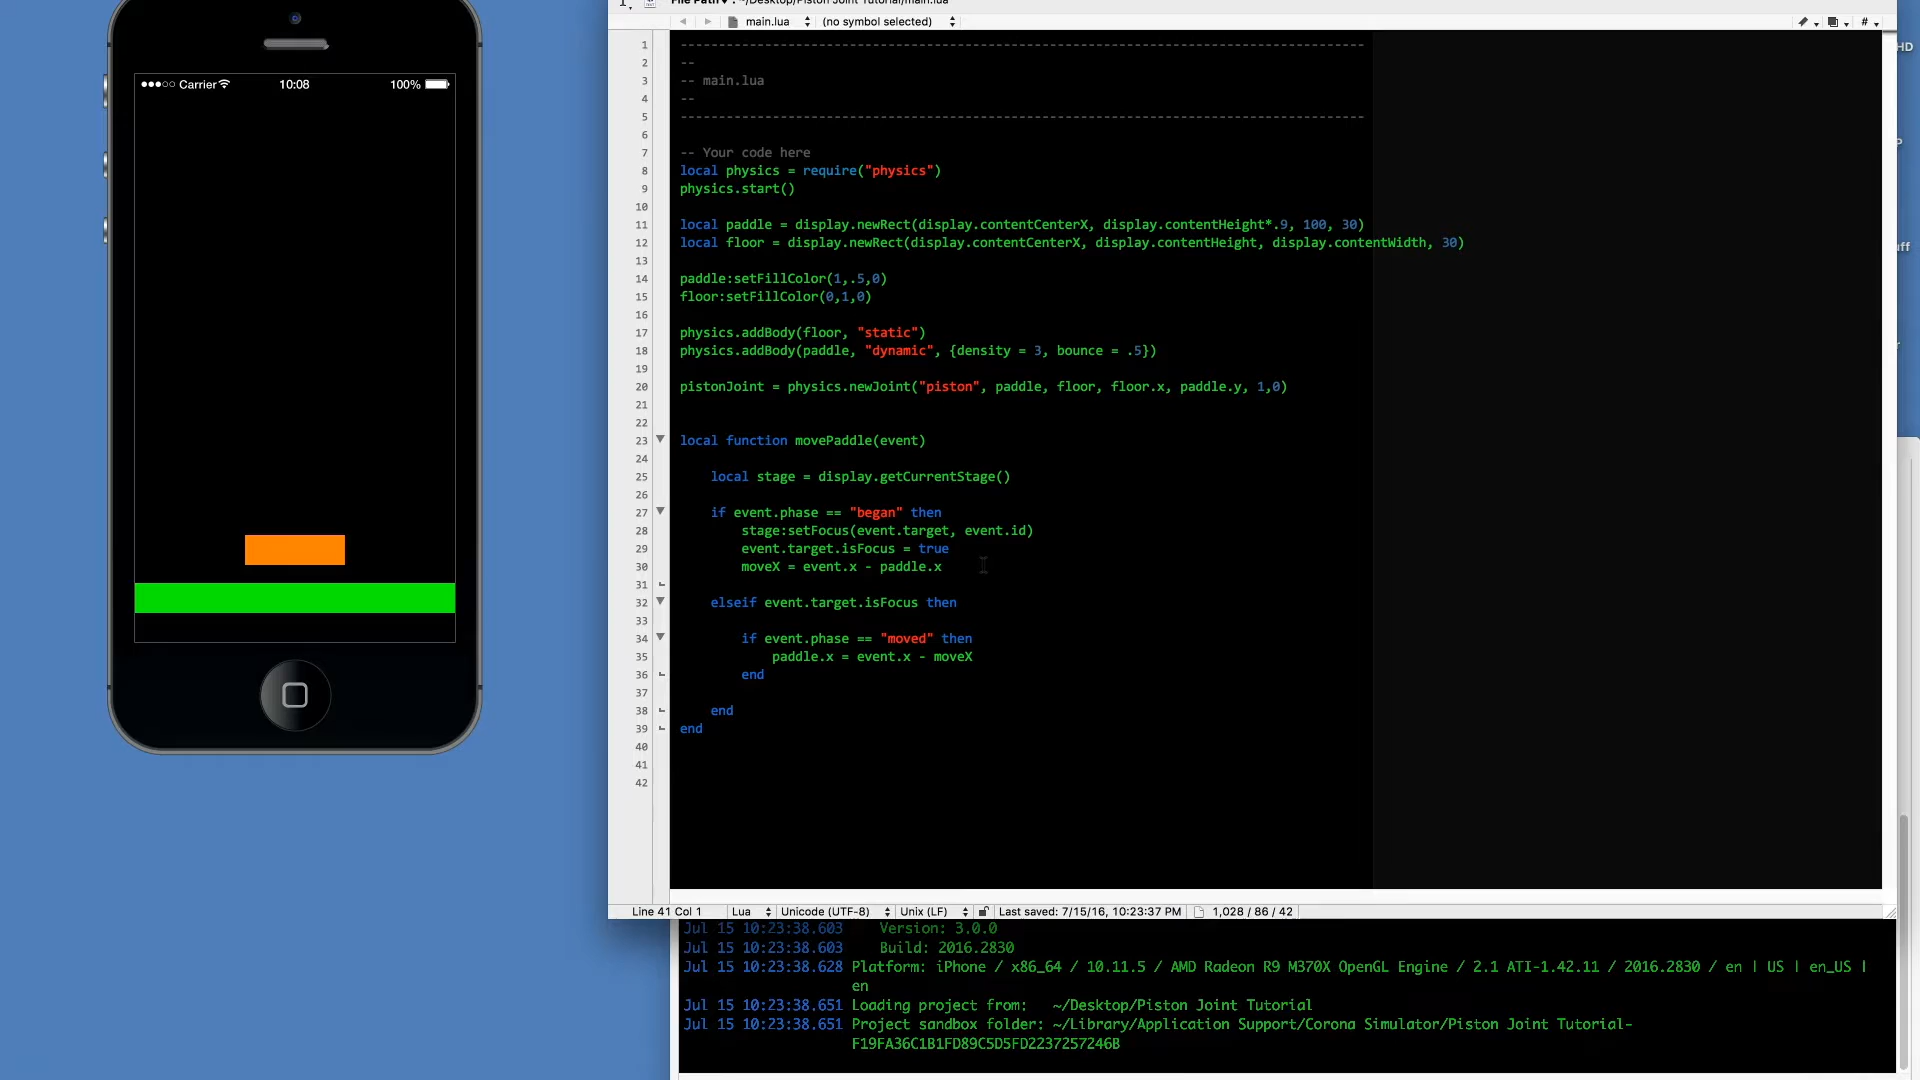 File Path ▾ : ~/Desktop/Piston Joint Tutorial/main.lua
main.lua (no symbol selected) #
●●●○○ Carrier 10:08 100%
1 -----------------------------------------------------------------------------------------
2 --
3 -- main.lua
4 --
5 -----------------------------------------------------------------------------------------
6
7 -- Your code here
8 local physics = require("physics")
9 physics.start()
10
11 local paddle = display.newRect(display.contentCenterX, display.contentHeight*.9, 100, 30)
12 local floor = display.newRect(display.contentCenterX, display.contentHeight, display.contentWidth, 30)
13
14 paddle:setFillColor(1,.5,0)
15 floor:setFillColor(0,1,0)
16
17 physics.addBody(floor, "static")
18 physics.addBody(paddle, "dynamic", {density = 3, bounce = .5})
19
20 pistonJoint = physics.newJoint("piston", paddle, floor, floor.x, paddle.y, 1,0)
21
22
23 local function movePaddle(event)
24
25 local stage = display.getCurrentStage()
26
27 if event.phase == "began" then
28 stage:setFocus(event.target, event.id)
29 event.target.isFocus = true
30 moveX = event.x - paddle.x
31
32 elseif event.target.isFocus then
33
34 if event.phase == "moved" then
35 paddle.x = event.x - moveX
36 end
37
38 end
39 end
40
41
42
Line 41 Col 1 Lua Unicode (UTF-8) Unix (LF) Last saved: 7/15/16, 10:23:37 PM 1,028 / 86 / 42
Jul 15 10:23:38.603 Version: 3.0.0
Jul 15 10:23:38.603 Build: 2016.2830
Jul 15 10:23:38.628 Platform: iPhone / x86_64 / 10.11.5 / AMD Radeon R9 M370X OpenGL Engine / 2.1 ATI-1.42.11 / 2016.2830 / en | US | en_US |
en
Jul 15 10:23:38.651 Loading project from: ~/Desktop/Piston Joint Tutorial
Jul 15 10:23:38.651 Project sandbox folder: ~/Library/Application Support/Corona Simulator/Piston Joint Tutorial-
F19FA36C1B1FD89C5D5FD2237257246B
HD
P
uff
r